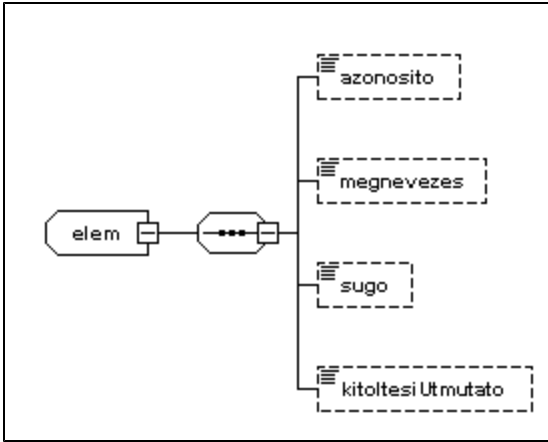 azonosito
megnevezes
elem
sugo
kitoltesiUtmutato